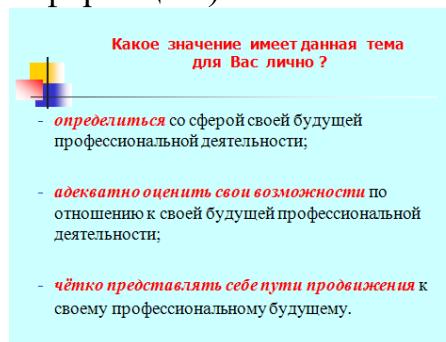 Какое значение имеет данная тема
для Вас лично ?
- определиться со сферой своей будущей
профессиональной деятельности;
- адекватно оценить свои возможности по
отношению к своей будущей профессиональной
деятельности;
- чётко представлять себе пути продвижения к
своему профессиональному будущему.